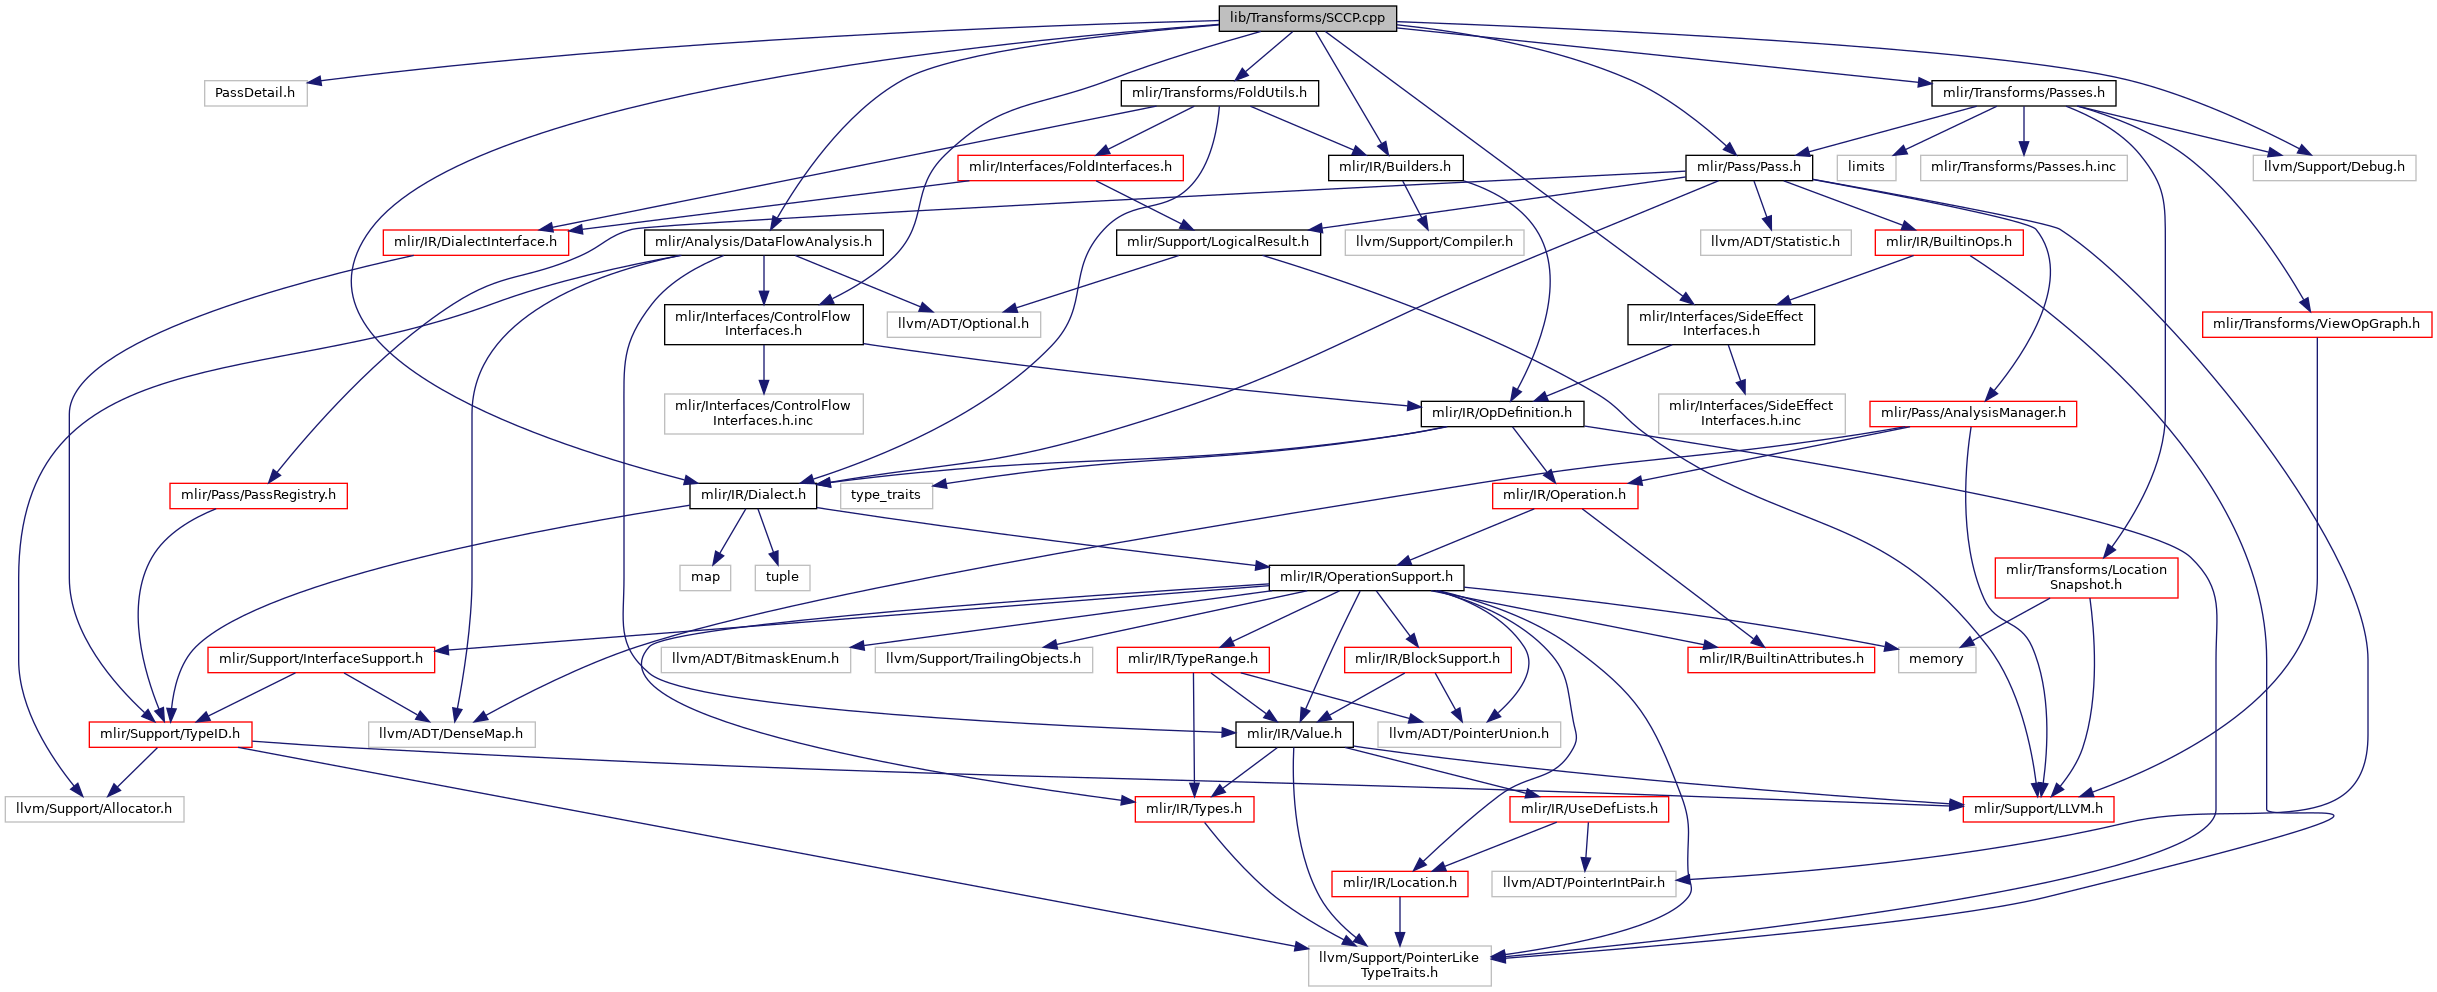 lib/Transforms/SCCP.cpp
PassDetail.h
mlir/Transforms/FoldUtils.h
mlir/Transforms/Passes.h
mlir/Interfaces/FoldInterfaces.h
mlir/IR/Builders.h
mlir/Pass/Pass.h
limits
mlir/Transforms/Passes.h.inc
llvm/Support/Debug.h
mlir/IR/DialectInterface.h
mlir/Analysis/DataFlowAnalysis.h
mlir/Support/LogicalResult.h
llvm/Support/Compiler.h
llvm/ADT/Statistic.h
mlir/IR/BuiltinOps.h
mlir/Interfaces/ControlFlow
Interfaces.h
llvm/ADT/Optional.h
mlir/Interfaces/SideEffect
Interfaces.h
mlir/Transforms/ViewOpGraph.h
mlir/Interfaces/ControlFlow
Interfaces.h.inc
mlir/IR/OpDefinition.h
mlir/Interfaces/SideEffect
Interfaces.h.inc
mlir/Pass/AnalysisManager.h
mlir/Pass/PassRegistry.h
mlir/IR/Dialect.h
type_traits
mlir/IR/Operation.h
map
tuple
mlir/IR/OperationSupport.h
mlir/Transforms/Location
Snapshot.h
mlir/Support/InterfaceSupport.h
llvm/ADT/BitmaskEnum.h
llvm/Support/TrailingObjects.h
mlir/IR/TypeRange.h
mlir/IR/BlockSupport.h
mlir/IR/BuiltinAttributes.h
memory
mlir/Support/TypeID.h
llvm/ADT/DenseMap.h
mlir/IR/Value.h
llvm/ADT/PointerUnion.h
llvm/Support/Allocator.h
mlir/IR/Types.h
mlir/IR/UseDefLists.h
mlir/Support/LLVM.h
mlir/IR/Location.h
llvm/ADT/PointerIntPair.h
llvm/Support/PointerLike
TypeTraits.h